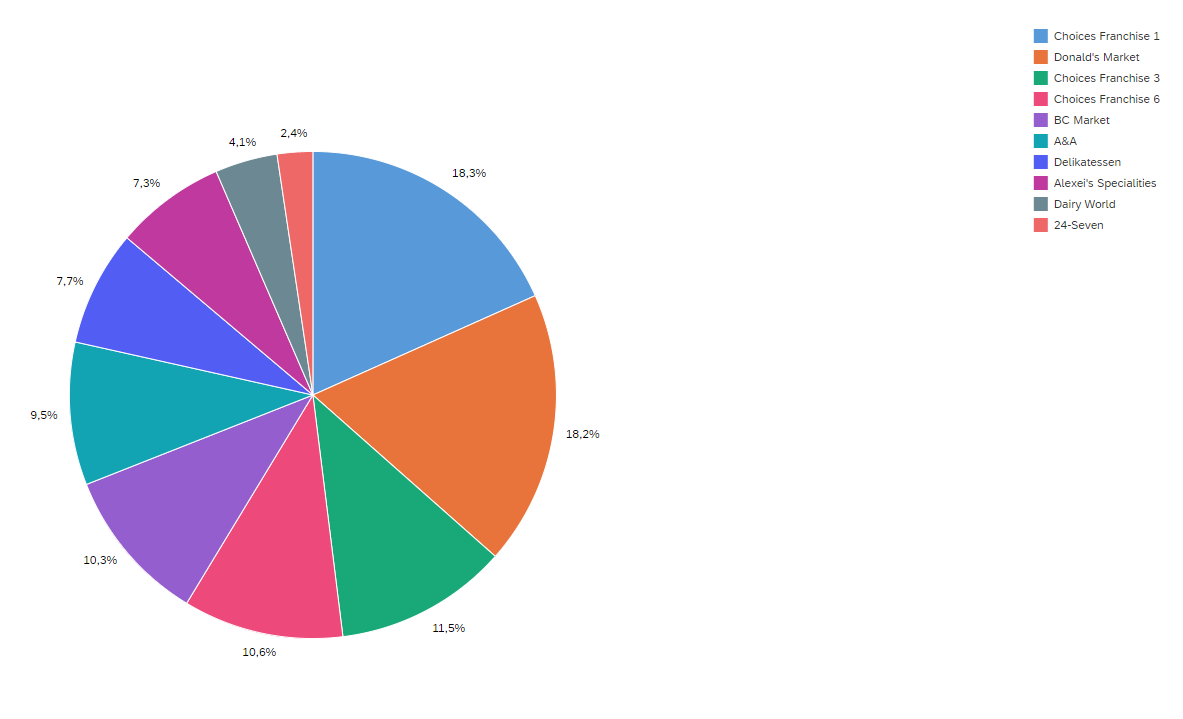 2,4%
4,1%
18,3%
7,3%
7,7%
9,5%
18,2%
10,3%
11,5%
10,6%
Choices Franchise 1
Donald's Market
Choices Franchise 3
Choices Franchise 6
BC Market
A&A
Delikatessen
Alexei's Specialities
Dairy World
24-Seven